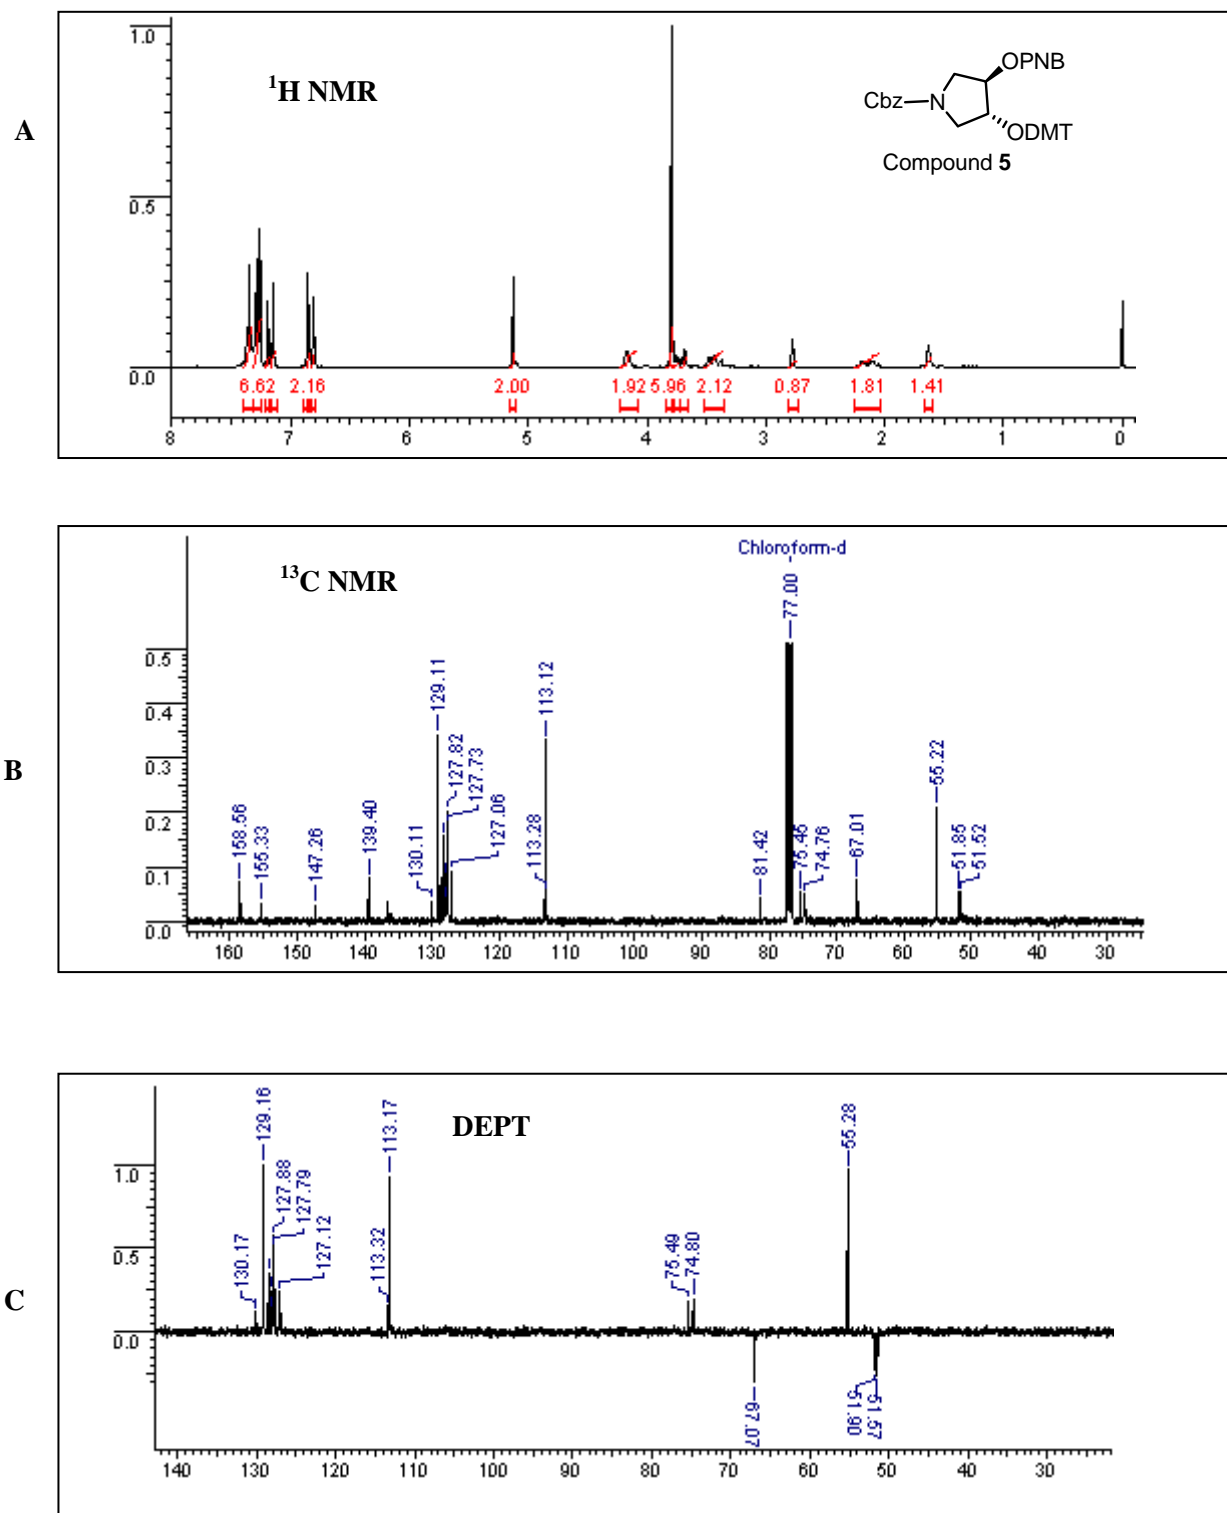 A
1.0
¹H NMR
OPNB
Cbz
N
ODMT
Compound 5
0.5
0.0
6.62 2.16 2.00 1.92 5.96 2.12 0.87 1.81 1.41
8 7 6 5 4 3 2 1 0
B
Chloroform-d
¹³C NMR
77.00
0.5
0.4
0.3
0.2
0.1
0.0
158.56 155.33 147.26 139.40 130.11 129.11 127.82 127.73 127.06 113.28 113.12 81.42 75.45 74.76 67.01 55.22 51.85 51.52
160 150 140 130 120 110 100 90 80 70 60 50 40 30
C
DEPT
1.0
0.5
0.0
130.17 129.16 127.88 127.79 127.12 113.32 113.17 75.49 74.80 55.28
67.07 51.90 51.57
140 130 120 110 100 90 80 70 60 50 40 30